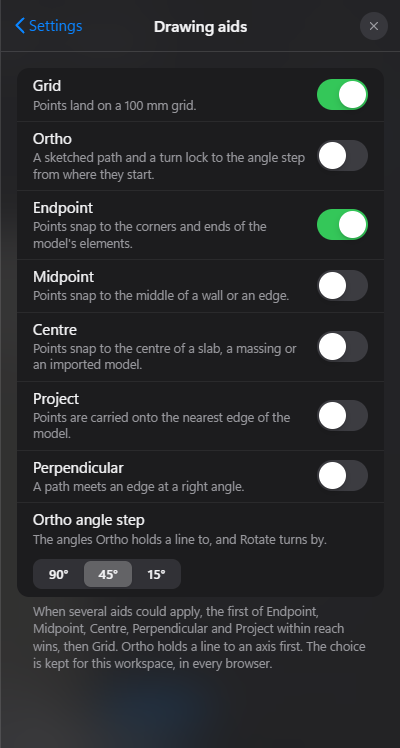 Settings
Drawing aids
Grid
Points land on a 100 mm grid.
Ortho
A sketched path and a turn lock to the angle step
from where they start.
Endpoint
Points snap to the corners and ends of the
model's elements.
Midpoint
Points snap to the middle of a wall or an edge.
Centre
Points snap to the centre of a slab, a massing or
an imported model.
Project
Points are carried onto the nearest edge of the
model.
Perpendicular
A path meets an edge at a right angle.
Ortho angle step
The angles Ortho holds a line to, and Rotate turns by.
90° 45° 15°
When several aids could apply, the first of Endpoint,
Midpoint, Centre, Perpendicular and Project within reach
wins, then Grid. Ortho holds a line to an axis first. The choice
is kept for this workspace, in every browser.